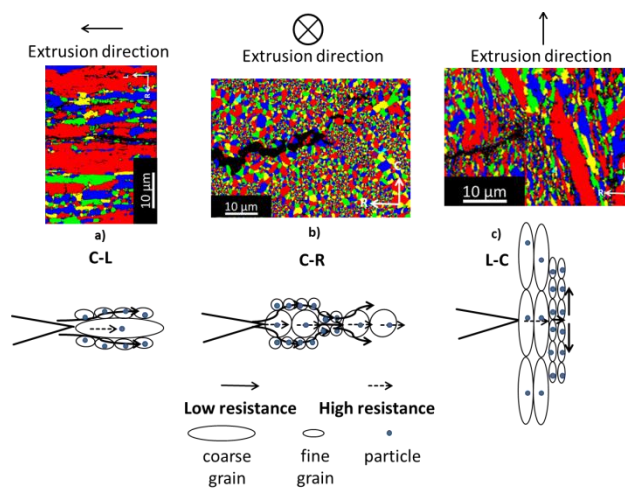 Extrusion direction
Extrusion direction
Extrusion direction
L
R
10 µm
R
10 µm
R
10 µm
a)
b)
c)
C-L
C-R
L-C
Low resistance
High resistance
coarse grain
fine grain
particle